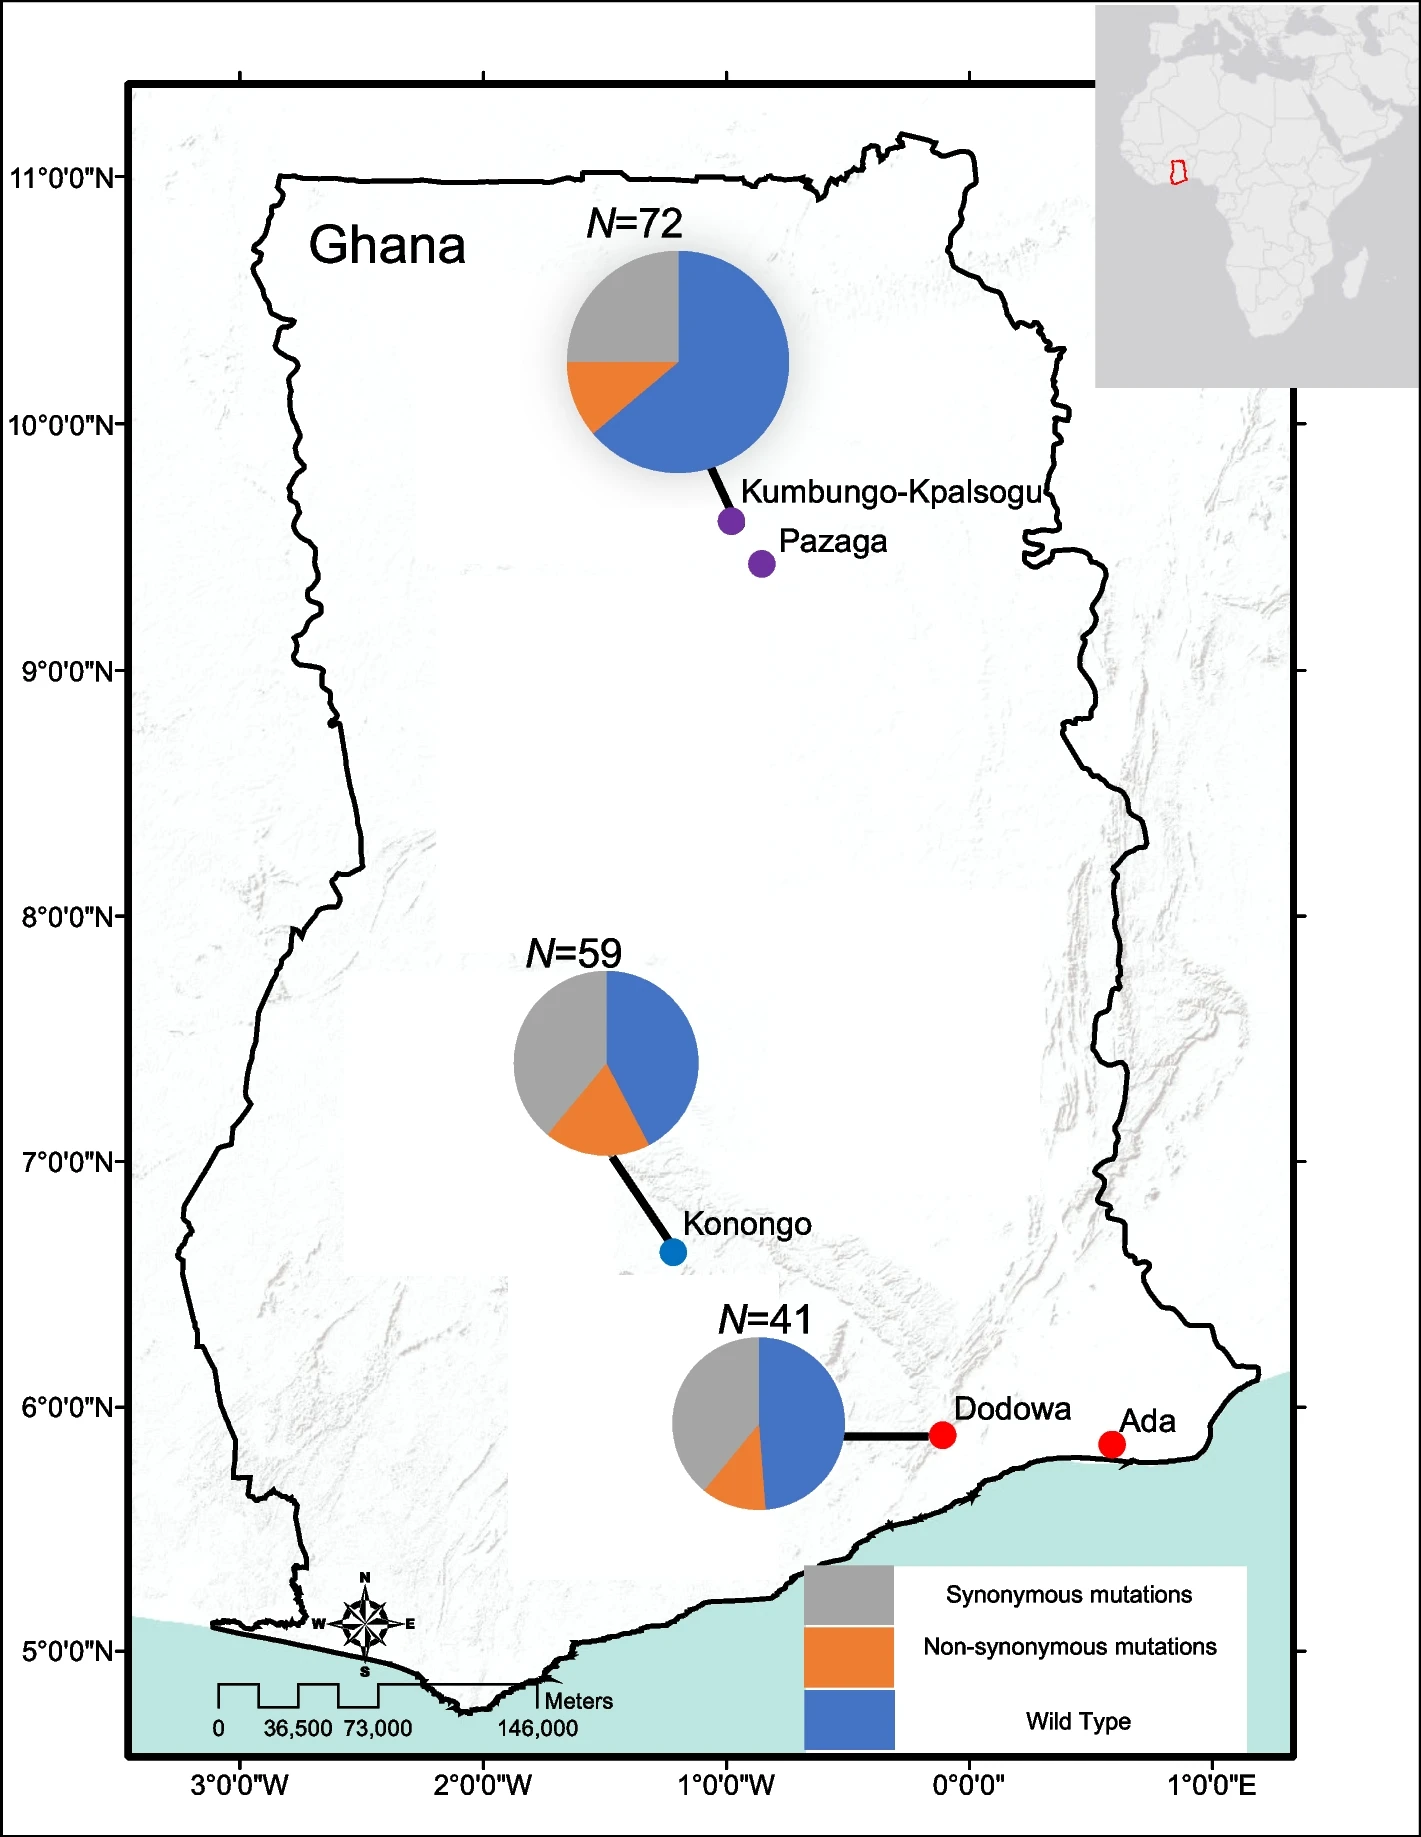 11°0'0"N
N=72
Ghana
10°0'0"N
Kumbungo-Kpalsogu
Pazaga
9°0'0"N
8°0'0"N
N=59
7°0'0"N
Konongo
N=41
6°0'0"N
Dodowa
Ada
Synonymous mutations
Non-synonymous mutations
Wild Type
N
W
E
S
5°0'0"N
Meters
0
36,500
73,000
146,000
3°0'0"W
2°0'0"W
1°0'0"W
0°0'0"
1°0'0"E